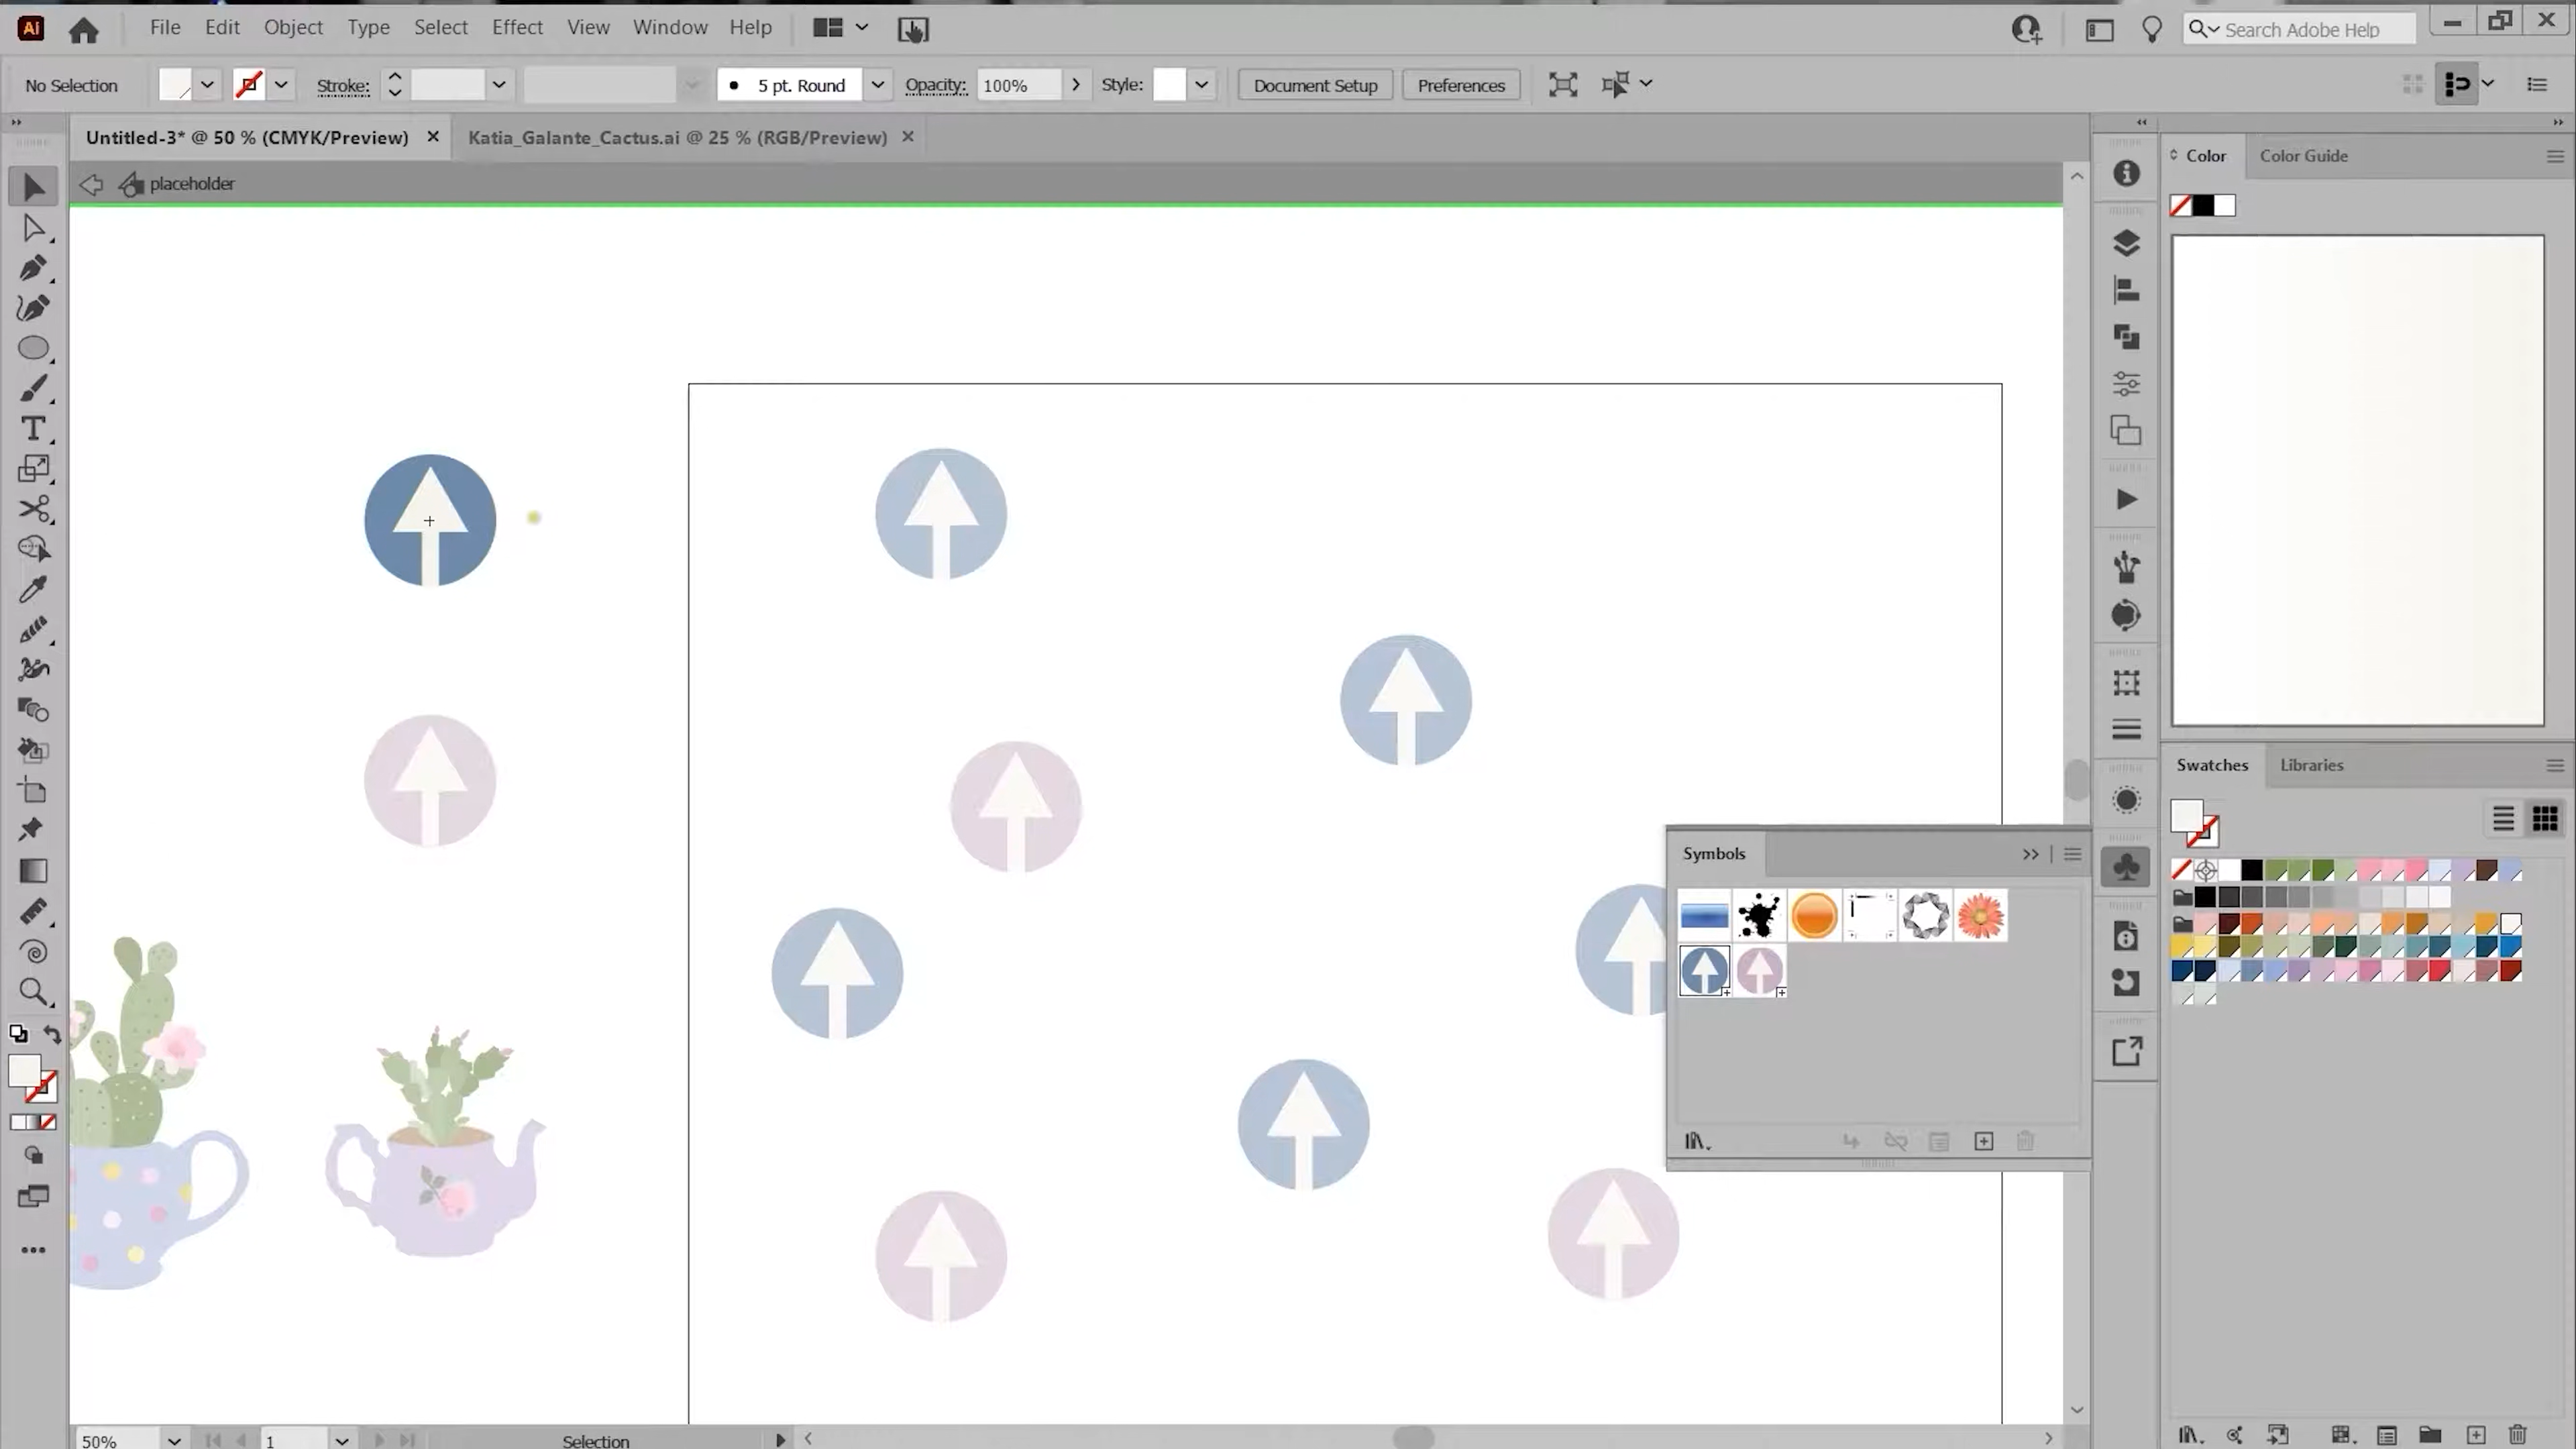 Ai File Edit Object Type Select Effect View Window Help Search Adobe Help
No Selection Stroke: 5 pt. Round Opacity: 100% Style: Document Setup Preferences
Untitled-3* @ 50 % (CMYK/Preview) Katia_Galante_Cactus.ai @ 25 % (RGB/Preview)
placeholder
Color Color Guide
Swatches Libraries
Symbols
50% 1 Selection